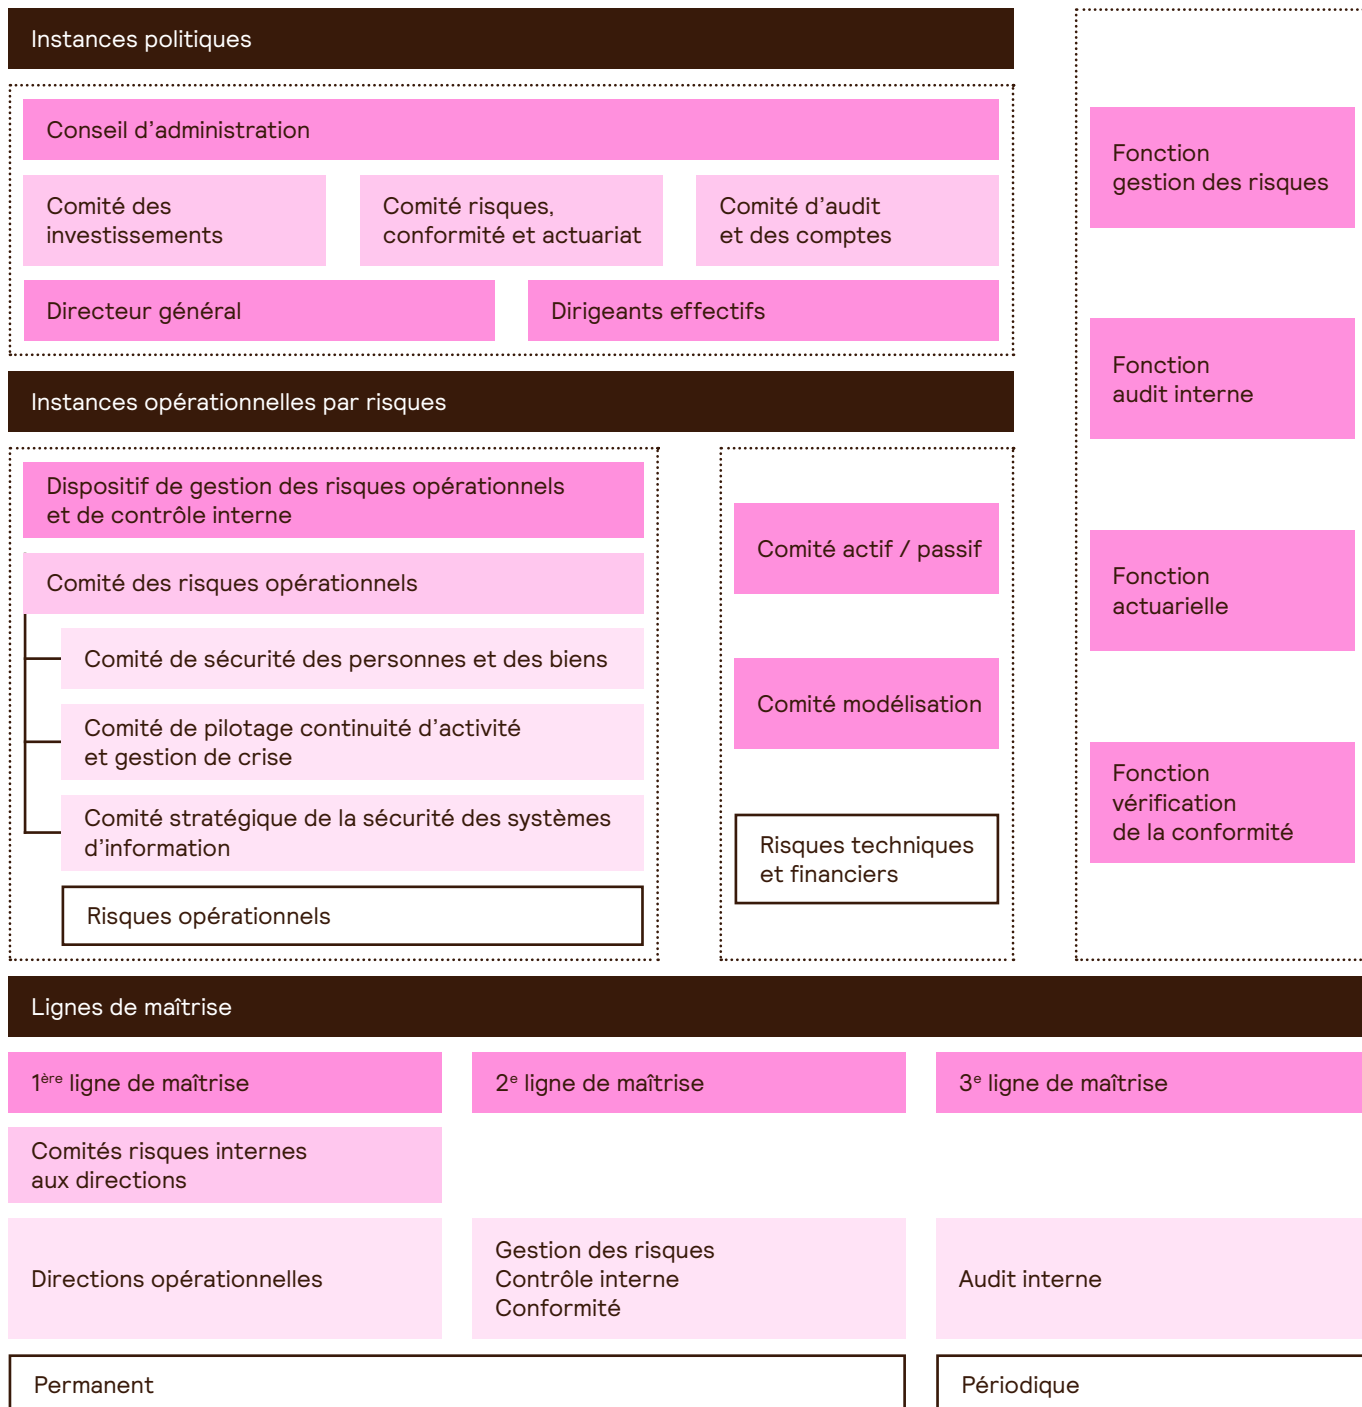 Instances politiques
Conseil d’administration
Comité des
investissements
Comité risques,
conformité et actuariat
Comité d’audit
et des comptes
Directeur général
Dirigeants effectifs
Instances opérationnelles par risques
Dispositif de gestion des risques opérationnels
et de contrôle interne
Comité des risques opérationnels
Comité de sécurité des personnes et des biens
Comité de pilotage continuité d’activité
et gestion de crise
Comité stratégique de la sécurité des systèmes
d’information
Risques opérationnels
Comité actif / passif
Comité modélisation
Risques techniques
et financiers
Fonction
gestion des risques
Fonction
audit interne
Fonction
actuarielle
Fonction
vérification
de la conformité
Lignes de maîtrise
1ère ligne de maîtrise
2e ligne de maîtrise
3e ligne de maîtrise
Comités risques internes
aux directions
Directions opérationnelles
Gestion des risques
Contrôle interne
Conformité
Audit interne
Permanent
Périodique